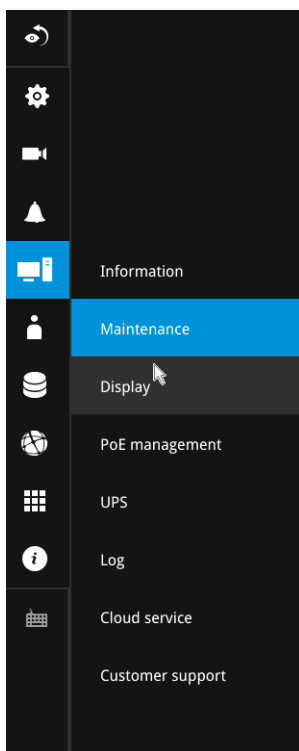 Information
Maintenance
Display
PoE management
UPS
Log
Cloud service
Customer support